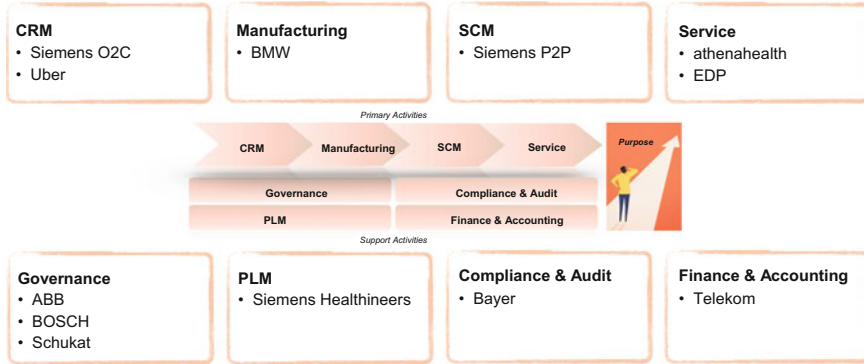 CRM
• Siemens O2C
• Uber
Manufacturing
• BMW
SCM
• Siemens P2P
Service
• athenahealth
• EDP
Primary Activities
CRM
Manufacturing
SCM
Service
Purpose
Governance
Compliance & Audit
PLM
Finance & Accounting
Support Activities
Governance
• ABB
• BOSCH
• Schukat
PLM
• Siemens Healthineers
Compliance & Audit
• Bayer
Finance & Accounting
• Telekom